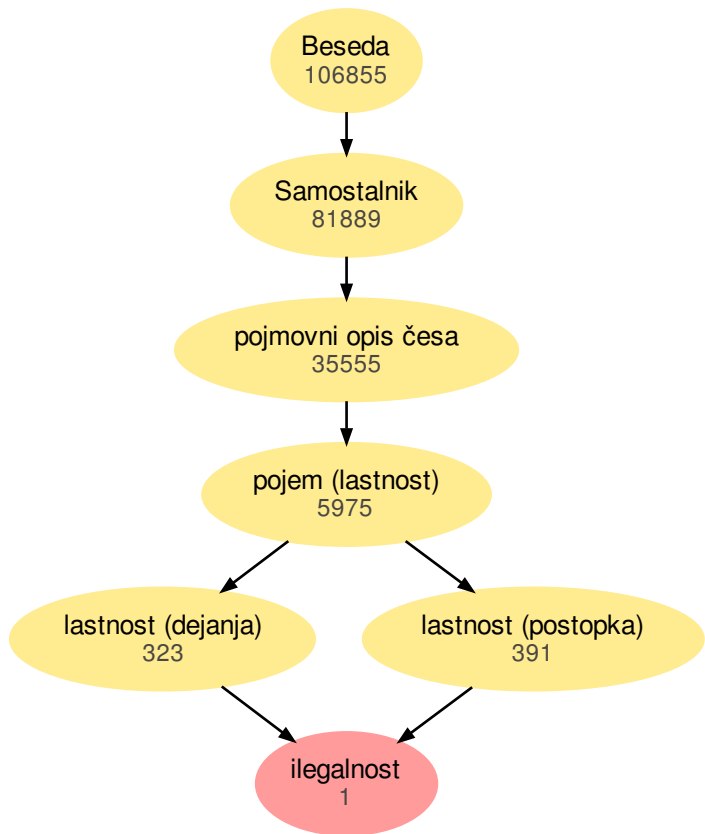 Beseda
106855
Samostalnik
81889
pojmovni opis česa
35555
pojem (lastnost)
5975
lastnost (dejanja)
323
lastnost (postopka)
391
ilegalnost
1